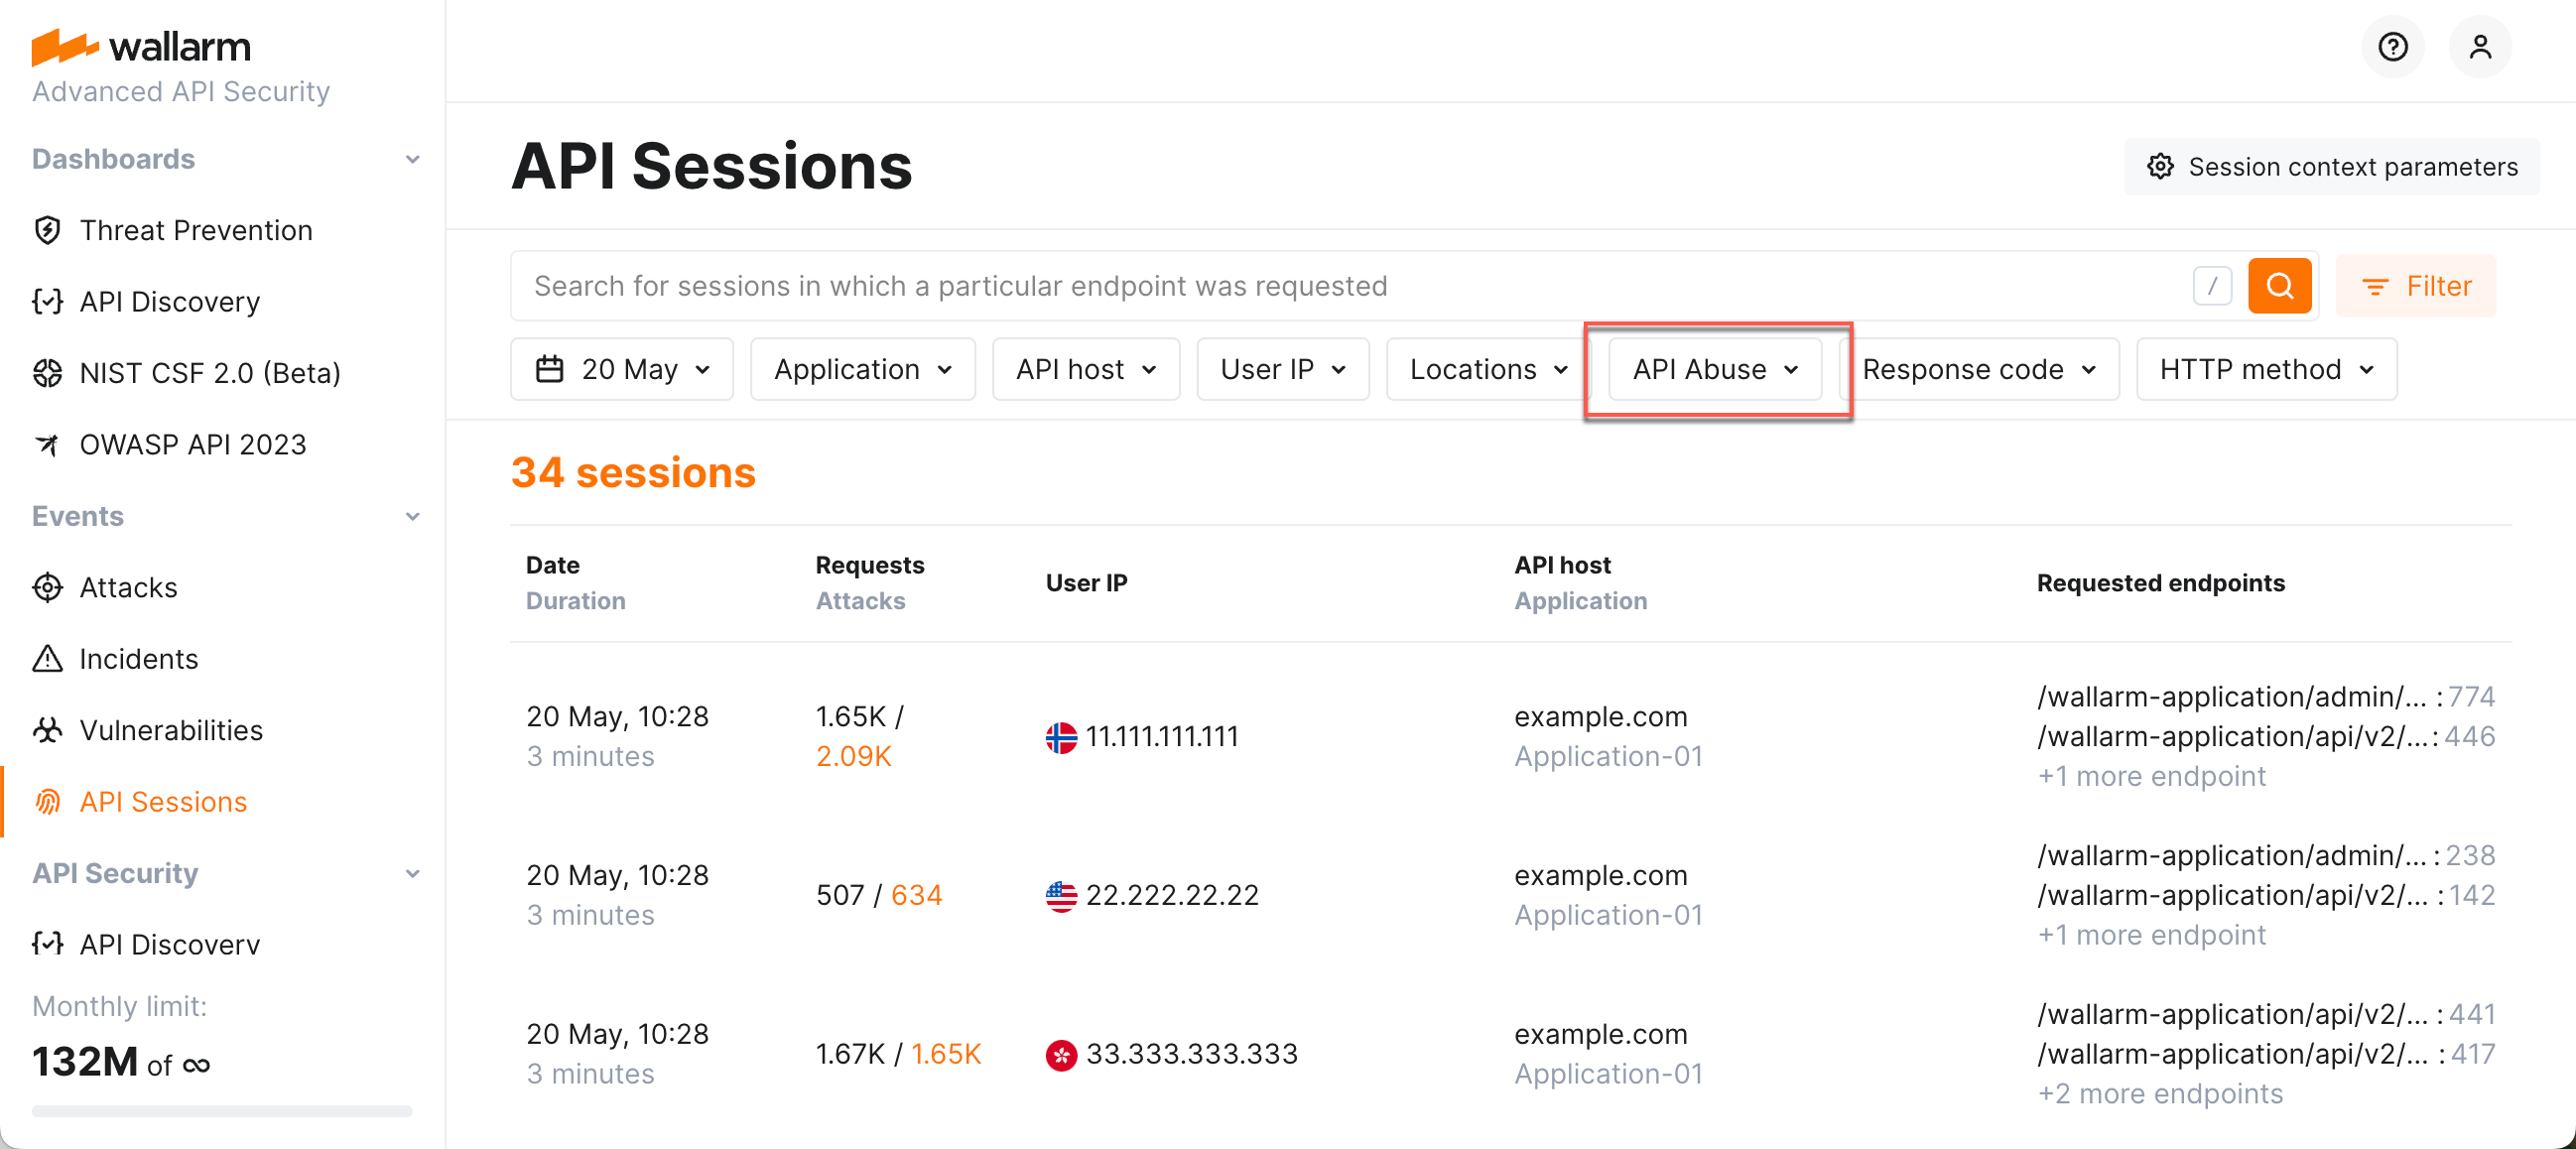 wallarm
Advanced API Security
Dashboards
Threat Prevention
API Discovery
NIST CSF 2.0 (Beta)
OWASP API 2023
Events
Attacks
Incidents
Vulnerabilities
API Sessions
API Security
API Discovery
Monthly limit:
132M of ∞
API Sessions
Session context parameters
Search for sessions in which a particular endpoint was requested /
Filter
20 May Application API host User IP Locations API Abuse Response code HTTP method
34 sessions
Date Requests User IP API host Requested endpoints
Duration Attacks Application
20 May, 10:28 1.65K / 11.111.111.111 example.com /wallarm-application/admin/... : 774
3 minutes 2.09K Application-01 /wallarm-application/api/v2/... : 446
+1 more endpoint
20 May, 10:28 507 / 634 22.222.22.22 example.com /wallarm-application/admin/... : 238
3 minutes Application-01 /wallarm-application/api/v2/... : 142
+1 more endpoint
20 May, 10:28 1.67K / 1.65K 33.333.333.333 example.com /wallarm-application/api/v2/... : 441
3 minutes Application-01 /wallarm-application/api/v2/... : 417
+2 more endpoints